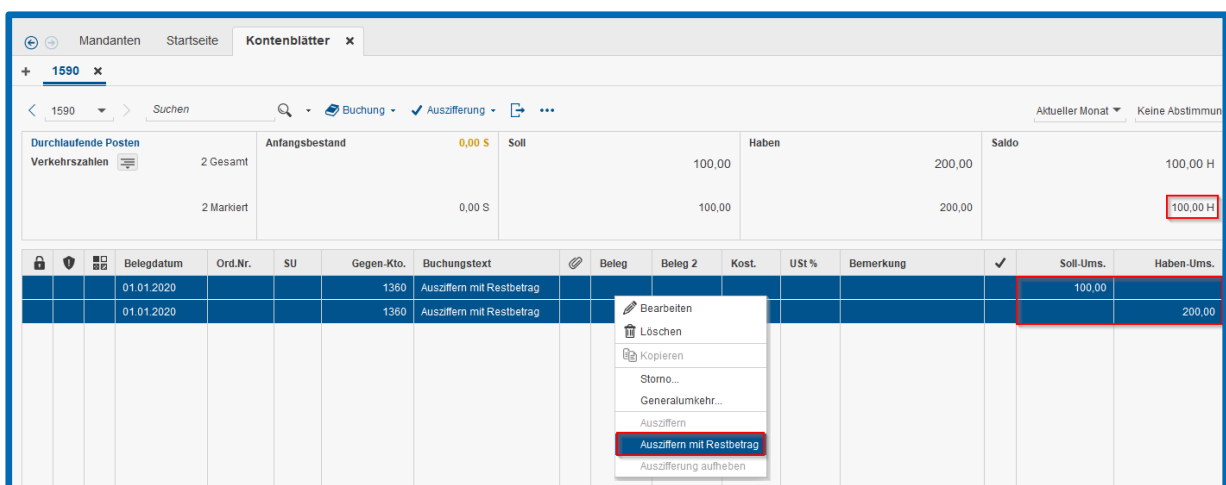 Mandanten Startseite Kontenblätter ×
+ 1590 ×
< 1590 > Suchen Buchung Auszifferung ••• Aktueller Monat Keine Abstimmun
Durchlaufende Posten Anfangsbestand 0,00 S Soll Haben Saldo
Verkehrszahlen 2 Gesamt 100,00 200,00 100,00 H
2 Markiert 0,00 S 100,00 200,00 100,00 H
Belegdatum Ord.Nr. SU Gegen-Kto. Buchungstext Beleg Beleg 2 Kost. USt % Bemerkung ✓ Soll-Ums. Haben-Ums.
01.01.2020 1360 Ausziffern mit Restbetrag 100,00
01.01.2020 1360 Ausziffern mit Restbetrag 200,00
Bearbeiten
Löschen
Kopieren
Storno...
Generalumkehr...
Ausziffern
Ausziffern mit Restbetrag
Auszifferung aufheben